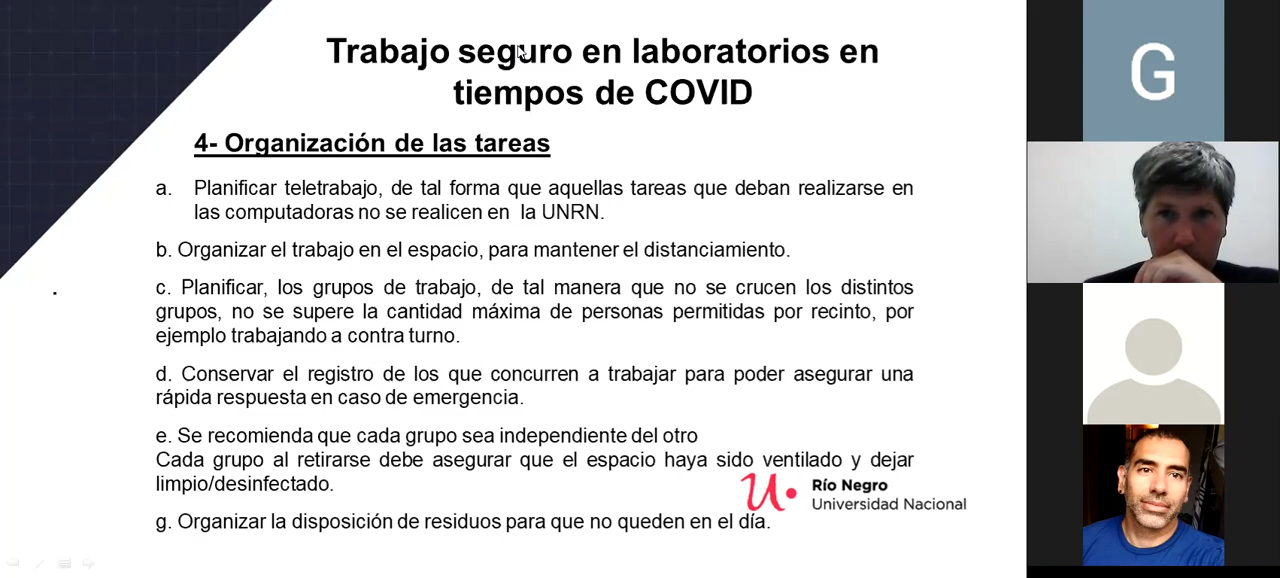 Trabajo seguro en laboratorios en
tiempos de COVID
4- Organización de las tareas
a. Planificar teletrabajo, de tal forma que aquellas tareas que deban realizarse en
las computadoras no se realicen en la UNRN.
b. Organizar el trabajo en el espacio, para mantener el distanciamiento.
.
c. Planificar, los grupos de trabajo, de tal manera que no se crucen los distintos
grupos, no se supere la cantidad máxima de personas permitidas por recinto, por
ejemplo trabajando a contra turno.
d. Conservar el registro de los que concurren a trabajar para poder asegurar una
rápida respuesta en caso de emergencia.
e. Se recomienda que cada grupo sea independiente del otro
Cada grupo al retirarse debe asegurar que el espacio haya sido ventilado y dejar
limpio/desinfectado.
g. Organizar la disposición de residuos para que no queden en el día.
Río Negro
Universidad Nacional
G